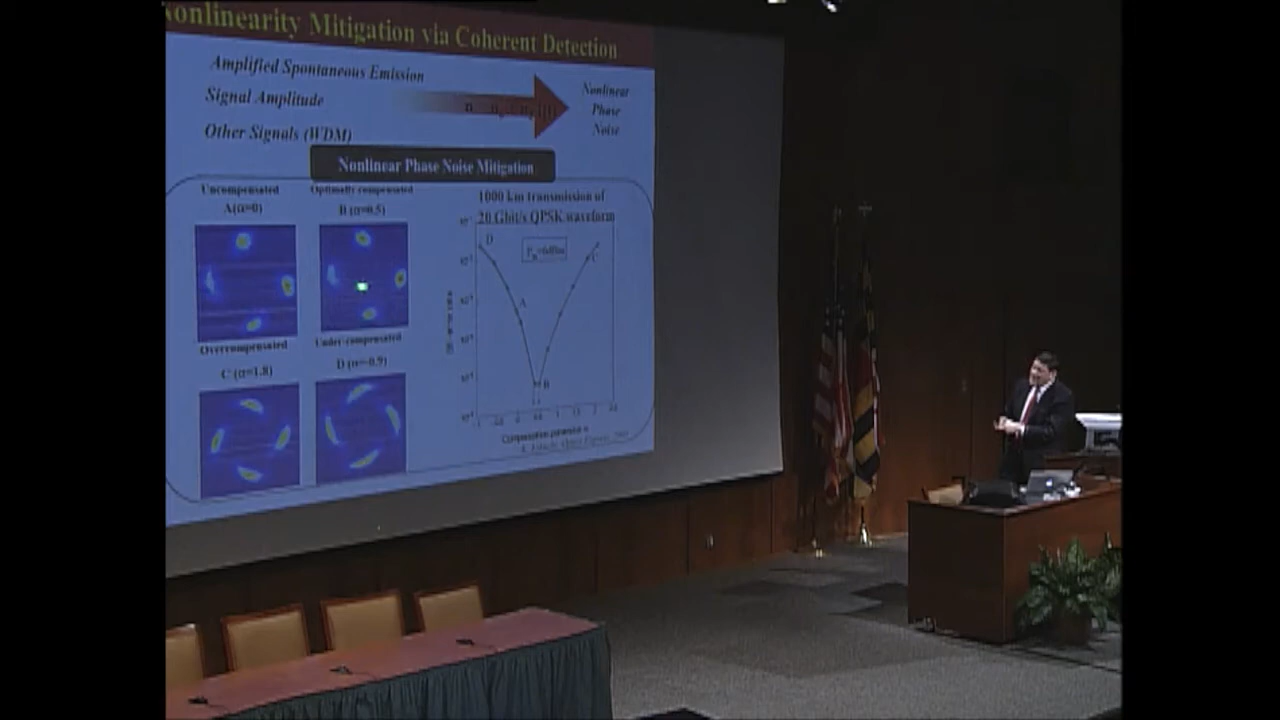 onlinearity Mitigation via Coherent Detection
Amplified Spontaneous Emission
Signal Amplitude
Other Signals (WDM)
Nonlinear
Phase
Noise
Nonlinear Phase Noise Mitigation
Uncompensated
A(α=0)
Optimally compensated
B (α=0.5)
Overcompensated
C (α=1.8)
Under-compensated
D (α=-0.9)
1000 km transmission of
20 Gbit/s QPSK waveform
D
C
A
B
Compensation parameter